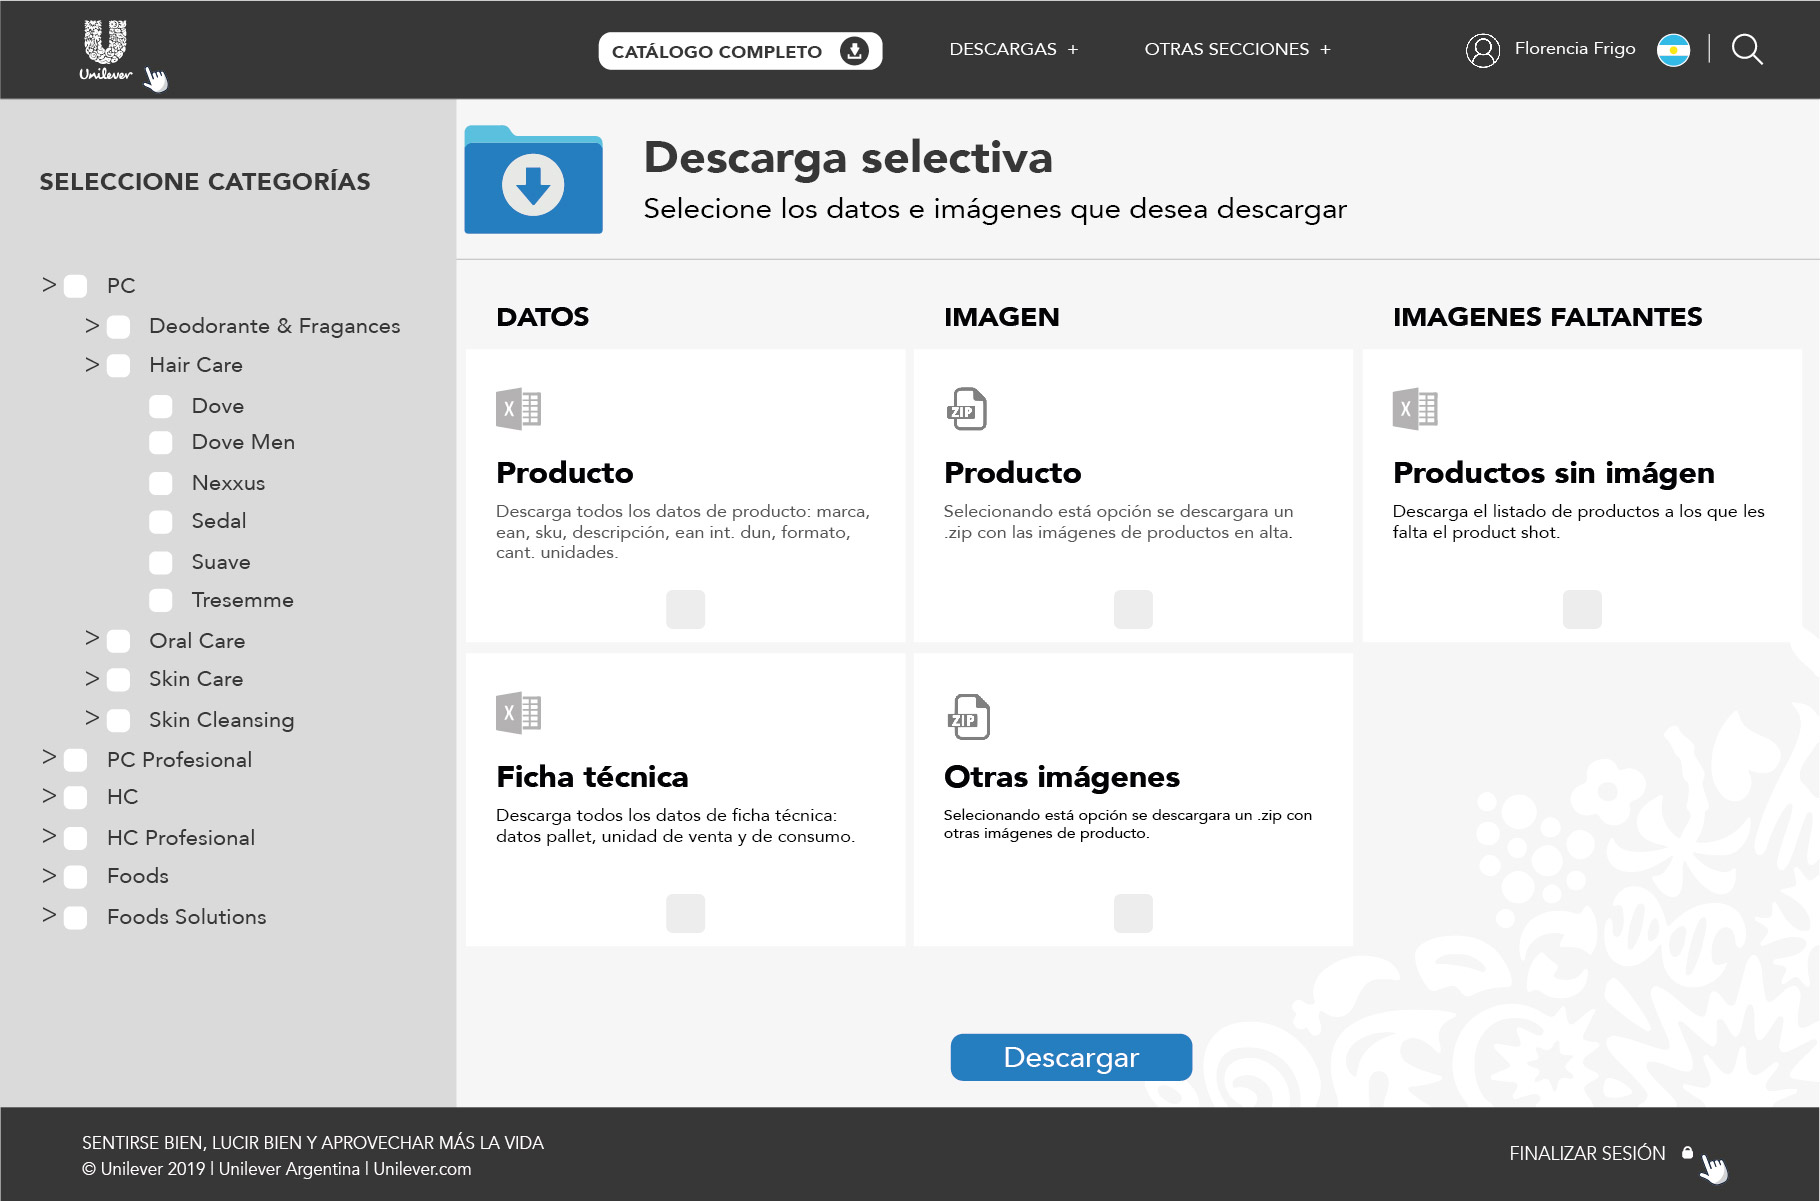 Unilever
CATÁLOGO COMPLETO
DESCARGAS +
OTRAS SECCIONES +
Florencia Frigo
SELECCIONE CATEGORÍAS
> PC
> Deodorante & Fragances
> Hair Care
Dove
Dove Men
Nexxus
Sedal
Suave
Tresemme
> Oral Care
> Skin Care
> Skin Cleansing
> PC Profesional
> HC
> HC Profesional
> Foods
> Foods Solutions
Descarga selectiva
Selecione los datos e imágenes que desea descargar
DATOS
X
Producto
Descarga todos los datos de producto: marca,
ean, sku, descripción, ean int. dun, formato,
cant. unidades.
X
Ficha técnica
Descarga todos los datos de ficha técnica:
datos pallet, unidad de venta y de consumo.
IMAGEN
ZIP
Producto
Selecionando está opción se descargara un
.zip con las imágenes de productos en alta.
ZIP
Otras imágenes
Selecionando está opción se descargara un .zip con
otras imágenes de producto.
IMAGENES FALTANTES
X
Productos sin imágen
Descarga el listado de productos a los que les
falta el product shot.
Descargar
SENTIRSE BIEN, LUCIR BIEN Y APROVECHAR MÁS LA VIDA
© Unilever 2019 | Unilever Argentina | Unilever.com
FINALIZAR SESIÓN